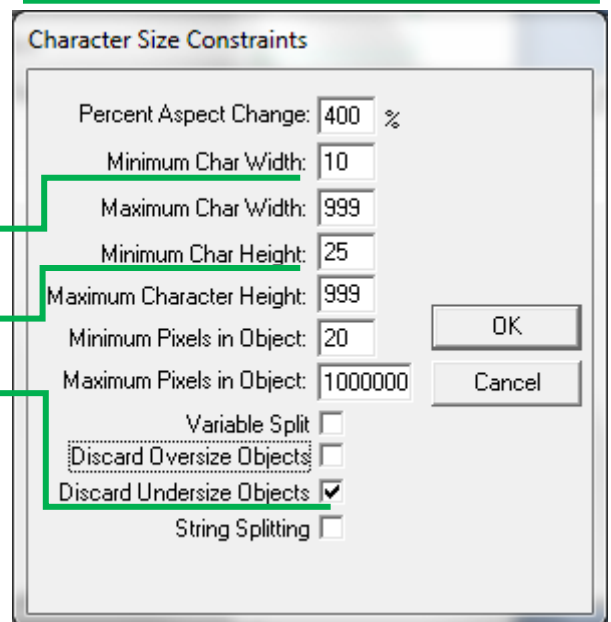 Character Size Constraints
Percent Aspect Change: 400 %
Minimum Char Width: 10
Maximum Char Width: 999
Minimum Char Height: 25
Maximum Character Height: 999
Minimum Pixels in Object: 20
OK
Maximum Pixels in Object: 1000000
Cancel
Variable Split
Discard Oversize Objects
Discard Undersize Objects
String Splitting